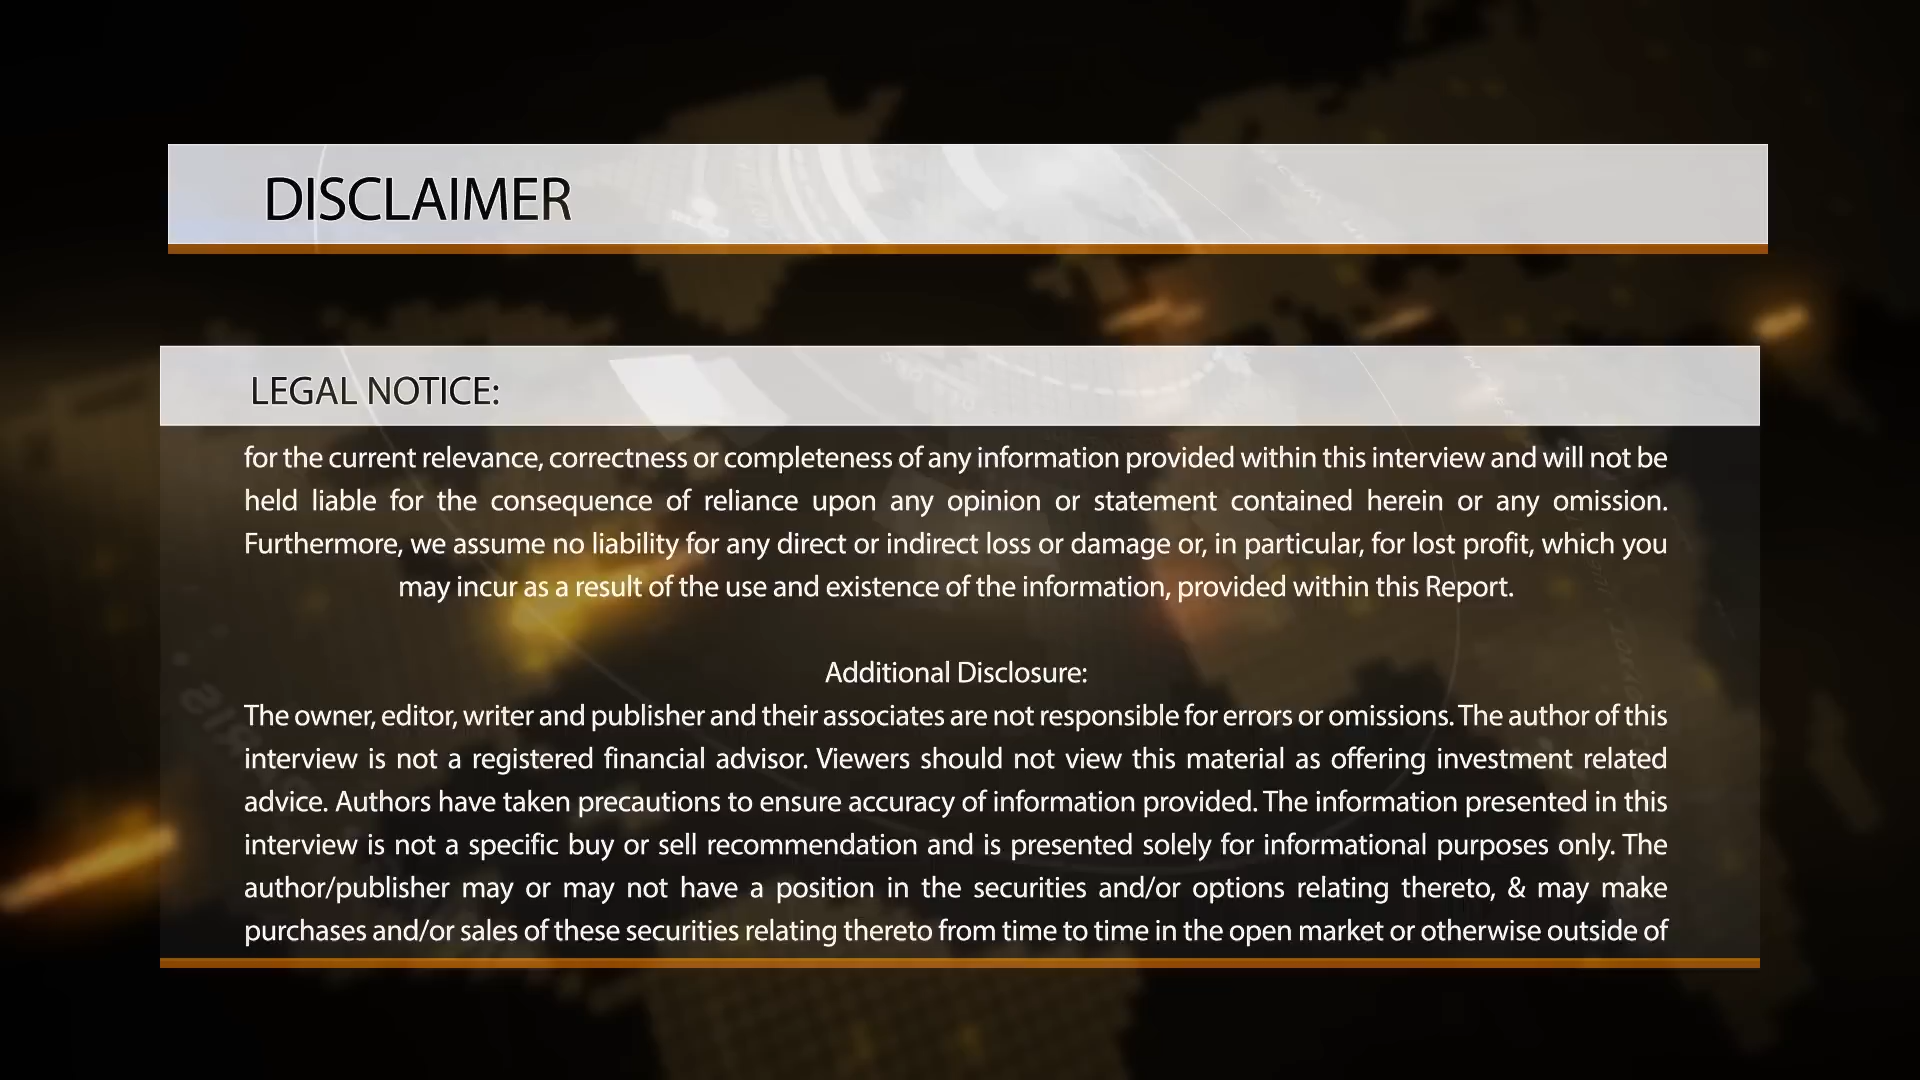 DISCLAIMER
LEGAL NOTICE:
for the current relevance, correctness or completeness of any information provided within this interview and will not be
held liable for the consequence of reliance upon any opinion or statement contained herein or any omission.
Furthermore, we assume no liability for any direct or indirect loss or damage or, in particular, for lost profit, which you
may incur as a result of the use and existence of the information, provided within this Report.
Additional Disclosure:
The owner, editor, writer and publisher and their associates are not responsible for errors or omissions. The author of this
interview is not a registered financial advisor. Viewers should not view this material as offering investment related
advice. Authors have taken precautions to ensure accuracy of information provided. The information presented in this
interview is not a specific buy or sell recommendation and is presented solely for informational purposes only. The
author/publisher may or may not have a position in the securities and/or options relating thereto, & may make
purchases and/or sales of these securities relating thereto from time to time in the open market or otherwise outside of